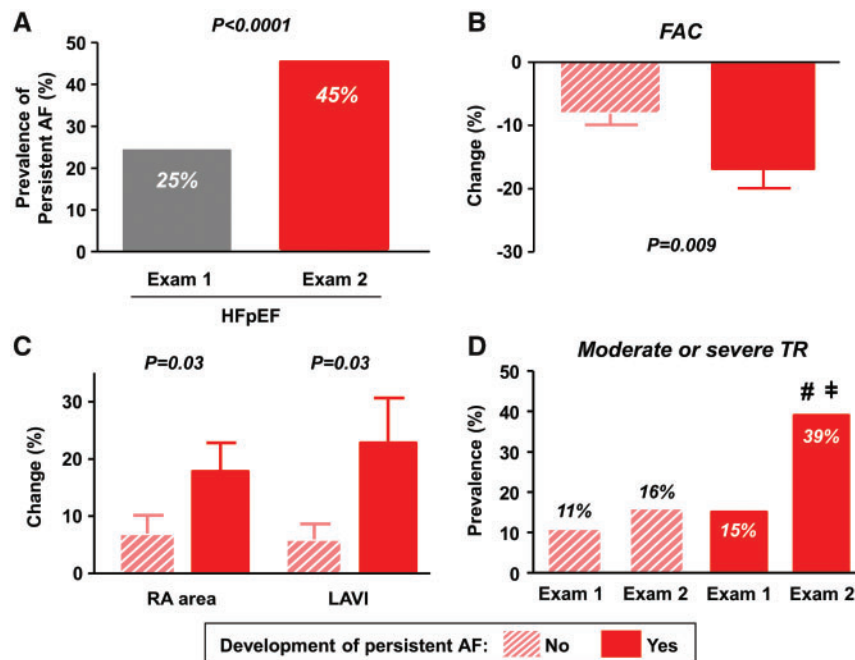 A
P<0.0001
Prevalence of
Persistent AF (%)
50
40
30
20
10
0
25%
45%
Exam 1
Exam 2
HFpEF
B
FAC
Change (%)
0
-10
-20
-30
P=0.009
C
P=0.03
P=0.03
Change (%)
30
20
10
0
RA area
LAVI
D
Moderate or severe TR
Prevalence (%)
50
40
30
20
10
0
11%
16%
15%
# ǂ
39%
Exam 1
Exam 2
Exam 1
Exam 2
Development of persistent AF: No Yes